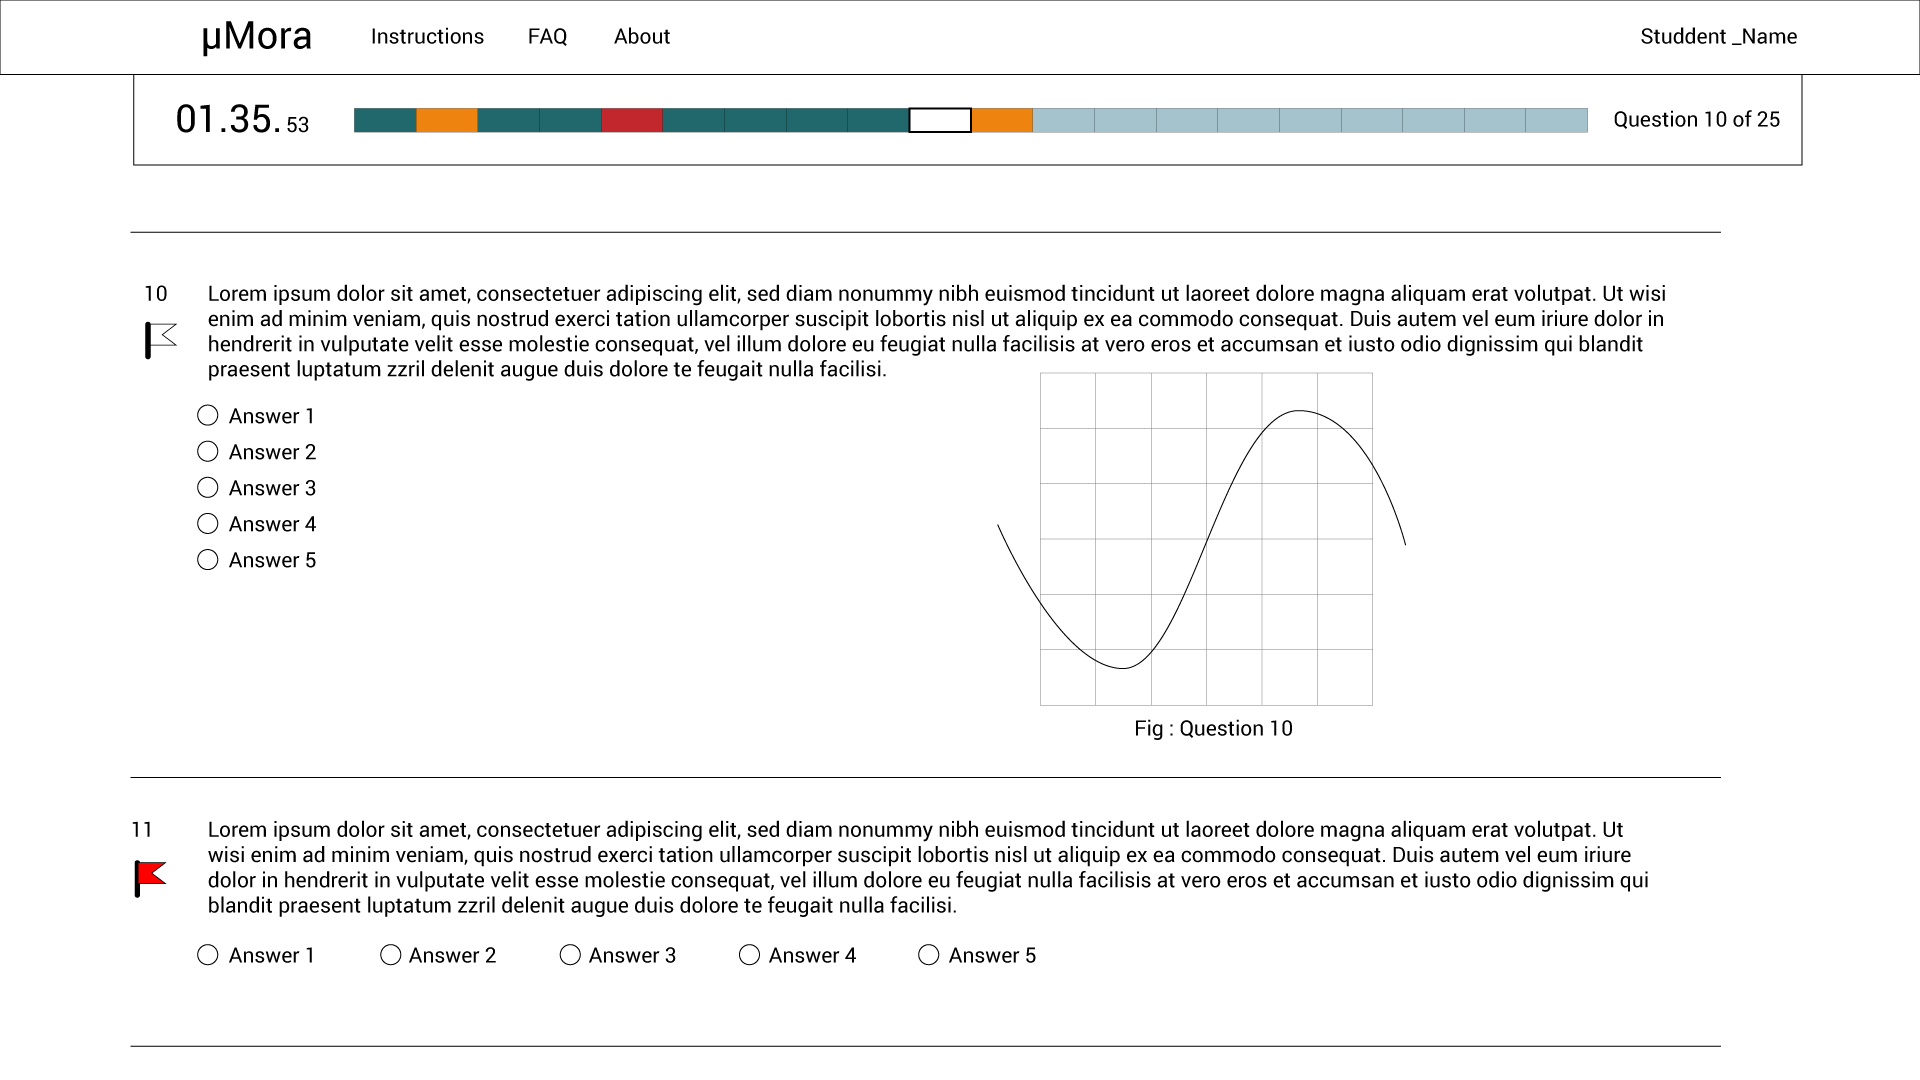 µMora Instructions FAQ About Studdent _Name
01.35. 53 Question 10 of 25
10 Lorem ipsum dolor sit amet, consectetuer adipiscing elit, sed diam nonummy nibh euismod tincidunt ut laoreet dolore magna aliquam erat volutpat. Ut wisi
enim ad minim veniam, quis nostrud exerci tation ullamcorper suscipit lobortis nisl ut aliquip ex ea commodo consequat. Duis autem vel eum iriure dolor in
hendrerit in vulputate velit esse molestie consequat, vel illum dolore eu feugiat nulla facilisis at vero eros et accumsan et iusto odio dignissim qui blandit
praesent luptatum zzril delenit augue duis dolore te feugait nulla facilisi.
Answer 1
Answer 2
Answer 3
Answer 4
Answer 5
Fig : Question 10
11 Lorem ipsum dolor sit amet, consectetuer adipiscing elit, sed diam nonummy nibh euismod tincidunt ut laoreet dolore magna aliquam erat volutpat. Ut
wisi enim ad minim veniam, quis nostrud exerci tation ullamcorper suscipit lobortis nisl ut aliquip ex ea commodo consequat. Duis autem vel eum iriure
dolor in hendrerit in vulputate velit esse molestie consequat, vel illum dolore eu feugiat nulla facilisis at vero eros et accumsan et iusto odio dignissim qui
blandit praesent luptatum zzril delenit augue duis dolore te feugait nulla facilisi.
Answer 1 Answer 2 Answer 3 Answer 4 Answer 5